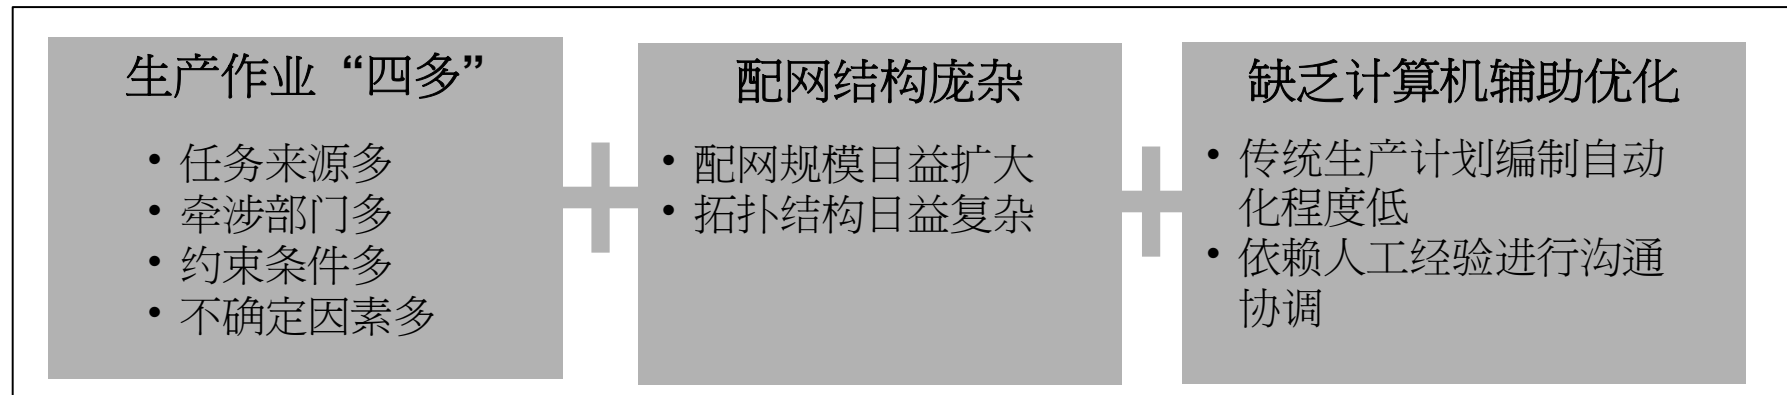 生产作业“四多”
• 任务来源多
• 牵涉部门多
• 约束条件多
• 不确定因素多
配网结构庞杂
• 配网规模日益扩大
• 拓扑结构日益复杂
缺乏计算机辅助优化
• 传统生产计划编制自动
化程度低
• 依赖人工经验进行沟通
协调